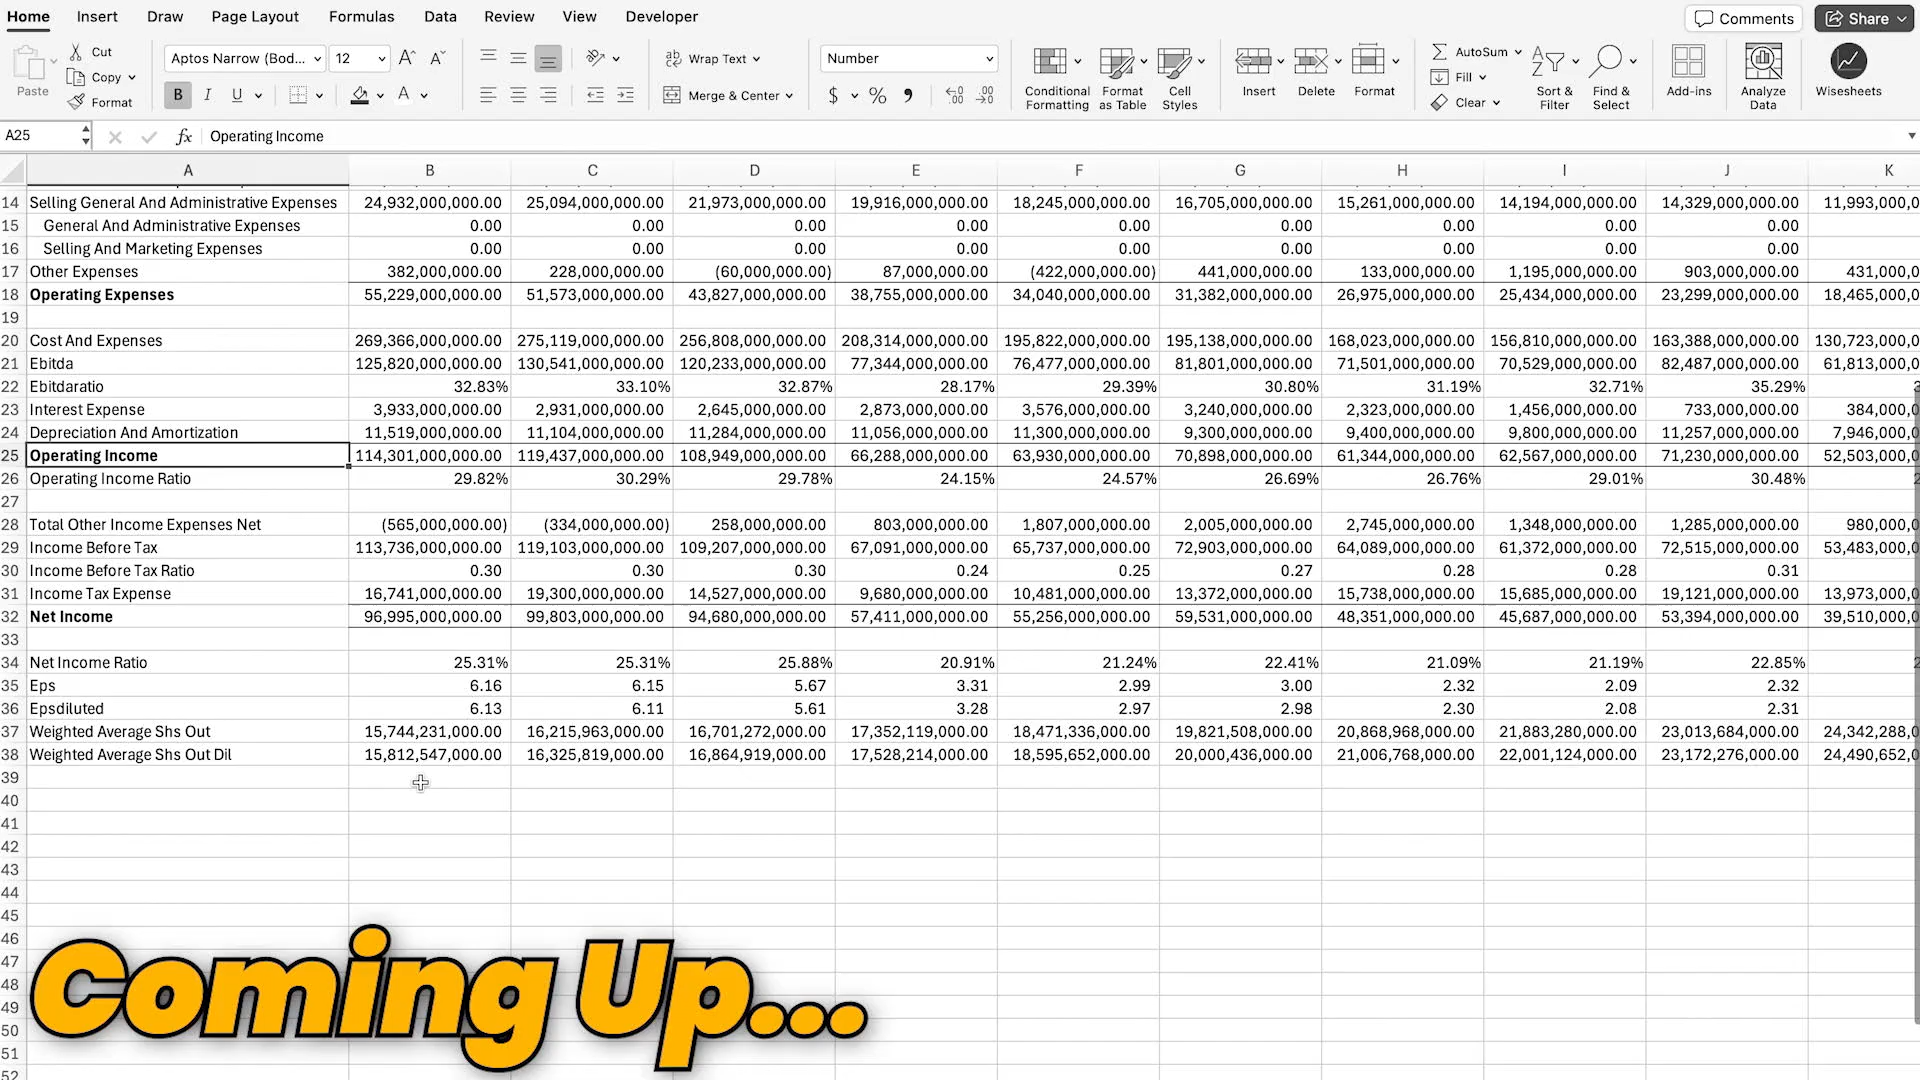 Home Insert Draw Page Layout Formulas Data Review View Developer Comments Share
Paste Cut Copy Format
Aptos Narrow (Bod... 12 A A
B I U A
Wrap Text
Merge & Center
Number
$ % 9
Conditional Formatting
Format as Table
Cell Styles
Insert Delete Format
AutoSum
Fill
Clear
Sort & Filter
Find & Select
Add-ins
Analyze Data
Wisesheets
A25 fx Operating Income
A B C D E F G H I J K
14 Selling General And Administrative Expenses 24,932,000,000.00 25,094,000,000.00 21,973,000,000.00 19,916,000,000.00 18,245,000,000.00 16,705,000,000.00 15,261,000,000.00 14,194,000,000.00 14,329,000,000.00 11,993,000,0
15 General And Administrative Expenses 0.00 0.00 0.00 0.00 0.00 0.00 0.00 0.00 0.00
16 Selling And Marketing Expenses 0.00 0.00 0.00 0.00 0.00 0.00 0.00 0.00 0.00
17 Other Expenses 382,000,000.00 228,000,000.00 (60,000,000.00) 87,000,000.00 (422,000,000.00) 441,000,000.00 133,000,000.00 1,195,000,000.00 903,000,000.00 431,000,0
18 Operating Expenses 55,229,000,000.00 51,573,000,000.00 43,827,000,000.00 38,755,000,000.00 34,040,000,000.00 31,382,000,000.00 26,975,000,000.00 25,434,000,000.00 23,299,000,000.00 18,465,000,0
19
20 Cost And Expenses 269,366,000,000.00 275,119,000,000.00 256,808,000,000.00 208,314,000,000.00 195,822,000,000.00 195,138,000,000.00 168,023,000,000.00 156,810,000,000.00 163,388,000,000.00 130,723,000,0
21 Ebitda 125,820,000,000.00 130,541,000,000.00 120,233,000,000.00 77,344,000,000.00 76,477,000,000.00 81,801,000,000.00 71,501,000,000.00 70,529,000,000.00 82,487,000,000.00 61,813,000,0
22 Ebitdaratio 32.83% 33.10% 32.87% 28.17% 29.39% 30.80% 31.19% 32.71% 35.29%
23 Interest Expense 3,933,000,000.00 2,931,000,000.00 2,645,000,000.00 2,873,000,000.00 3,576,000,000.00 3,240,000,000.00 2,323,000,000.00 1,456,000,000.00 733,000,000.00 384,000,0
24 Depreciation And Amortization 11,519,000,000.00 11,104,000,000.00 11,284,000,000.00 11,056,000,000.00 11,300,000,000.00 9,300,000,000.00 9,400,000,000.00 9,800,000,000.00 11,257,000,000.00 7,946,000,0
25 Operating Income 114,301,000,000.00 119,437,000,000.00 108,949,000,000.00 66,288,000,000.00 63,930,000,000.00 70,898,000,000.00 61,344,000,000.00 62,567,000,000.00 71,230,000,000.00 52,503,000,0
26 Operating Income Ratio 29.82% 30.29% 29.78% 24.15% 24.57% 26.69% 26.76% 29.01% 30.48%
27
28 Total Other Income Expenses Net (565,000,000.00) (334,000,000.00) 258,000,000.00 803,000,000.00 1,807,000,000.00 2,005,000,000.00 2,745,000,000.00 1,348,000,000.00 1,285,000,000.00 980,000,0
29 Income Before Tax 113,736,000,000.00 119,103,000,000.00 109,207,000,000.00 67,091,000,000.00 65,737,000,000.00 72,903,000,000.00 64,089,000,000.00 61,372,000,000.00 72,515,000,000.00 53,483,000,0
30 Income Before Tax Ratio 0.30 0.30 0.30 0.24 0.25 0.27 0.28 0.28 0.31
31 Income Tax Expense 16,741,000,000.00 19,300,000,000.00 14,527,000,000.00 9,680,000,000.00 10,481,000,000.00 13,372,000,000.00 15,738,000,000.00 15,685,000,000.00 19,121,000,000.00 13,973,000,0
32 Net Income 96,995,000,000.00 99,803,000,000.00 94,680,000,000.00 57,411,000,000.00 55,256,000,000.00 59,531,000,000.00 48,351,000,000.00 45,687,000,000.00 53,394,000,000.00 39,510,000,0
33
34 Net Income Ratio 25.31% 25.31% 25.88% 20.91% 21.24% 22.41% 21.09% 21.19% 22.85%
35 Eps 6.16 6.15 5.67 3.31 2.99 3.00 2.32 2.09 2.32
36 Epsdiluted 6.13 6.11 5.61 3.28 2.97 2.98 2.30 2.08 2.31
37 Weighted Average Shs Out 15,744,231,000.00 16,215,963,000.00 16,701,272,000.00 17,352,119,000.00 18,471,336,000.00 19,821,508,000.00 20,868,968,000.00 21,883,280,000.00 23,013,684,000.00 24,342,288,0
38 Weighted Average Shs Out Dil 15,812,547,000.00 16,325,819,000.00 16,864,919,000.00 17,528,214,000.00 18,595,652,000.00 20,000,436,000.00 21,006,768,000.00 22,001,124,000.00 23,172,276,000.00 24,490,652,0
39
40
41
42
43
44
45
46
47
48
49
50
51
52
Coming Up...